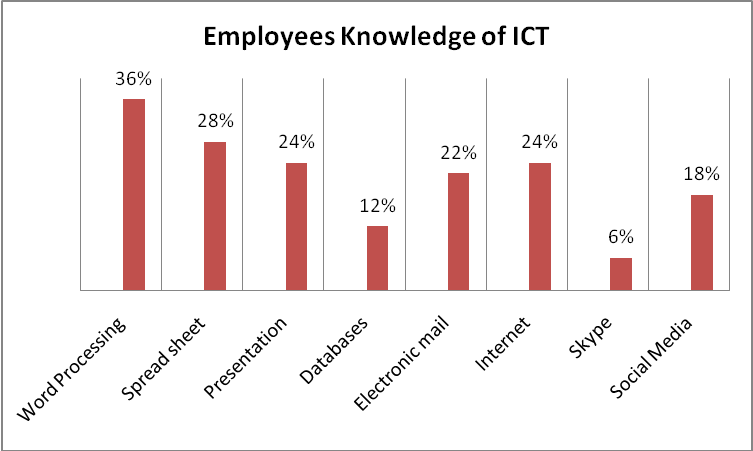 Employees Knowledge of ICT
36%
28%
24%
12%
22%
24%
6%
18%
Word Processing
Spread sheet
Presentation
Databases
Electronic mail
Internet
Skype
Social Media